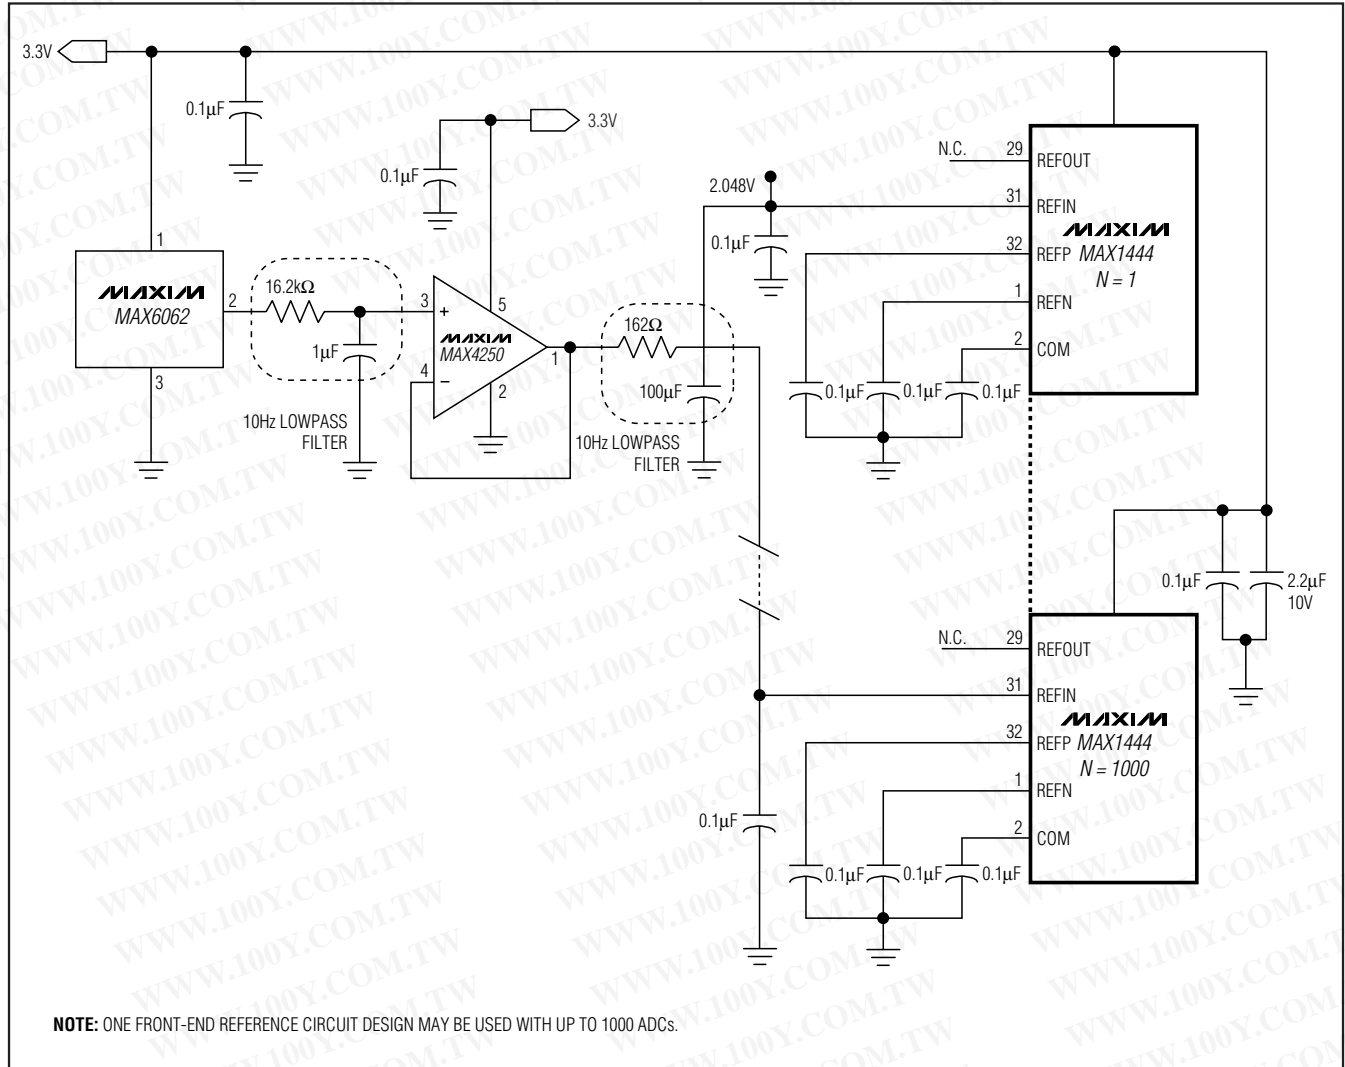 3.3V
0.1µF
3.3V
0.1µF
N.C.
29
REFOUT
2.048V
31
REFIN
0.1µF
32
REFP
MAXIM
MAX1444
N = 1
1
REFN
2
COM
0.1µF
0.1µF
0.1µF
1
MAXIM
MAX6062
2
3
16.2kΩ
1µF
10Hz LOWPASS
FILTER
3
+
5
MAXIM
MAX4250
4
–
2
1
162Ω
100µF
10Hz LOWPASS
FILTER
0.1µF
2.2µF
10V
N.C.
29
REFOUT
31
REFIN
32
REFP
MAXIM
MAX1444
N = 1000
1
REFN
2
COM
0.1µF
0.1µF
0.1µF
0.1µF
NOTE: ONE FRONT-END REFERENCE CIRCUIT DESIGN MAY BE USED WITH UP TO 1000 ADCs.
WWW.100Y.COM.TW